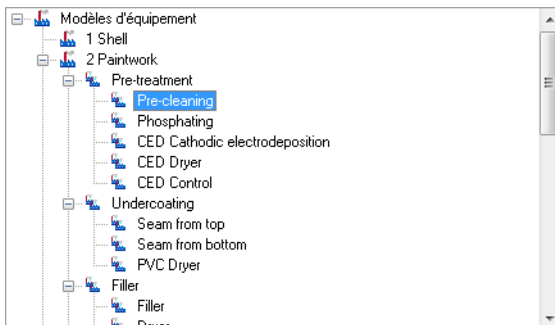 Modèles d'équipement
1 Shell
2 Paintwork
Pre-treatment
Pre-cleaning
Phosphating
CED Cathodic electrodeposition
CED Dryer
CED Control
Undercoating
Seam from top
Seam from bottom
PVC Dryer
Filler
Filler
Dryer